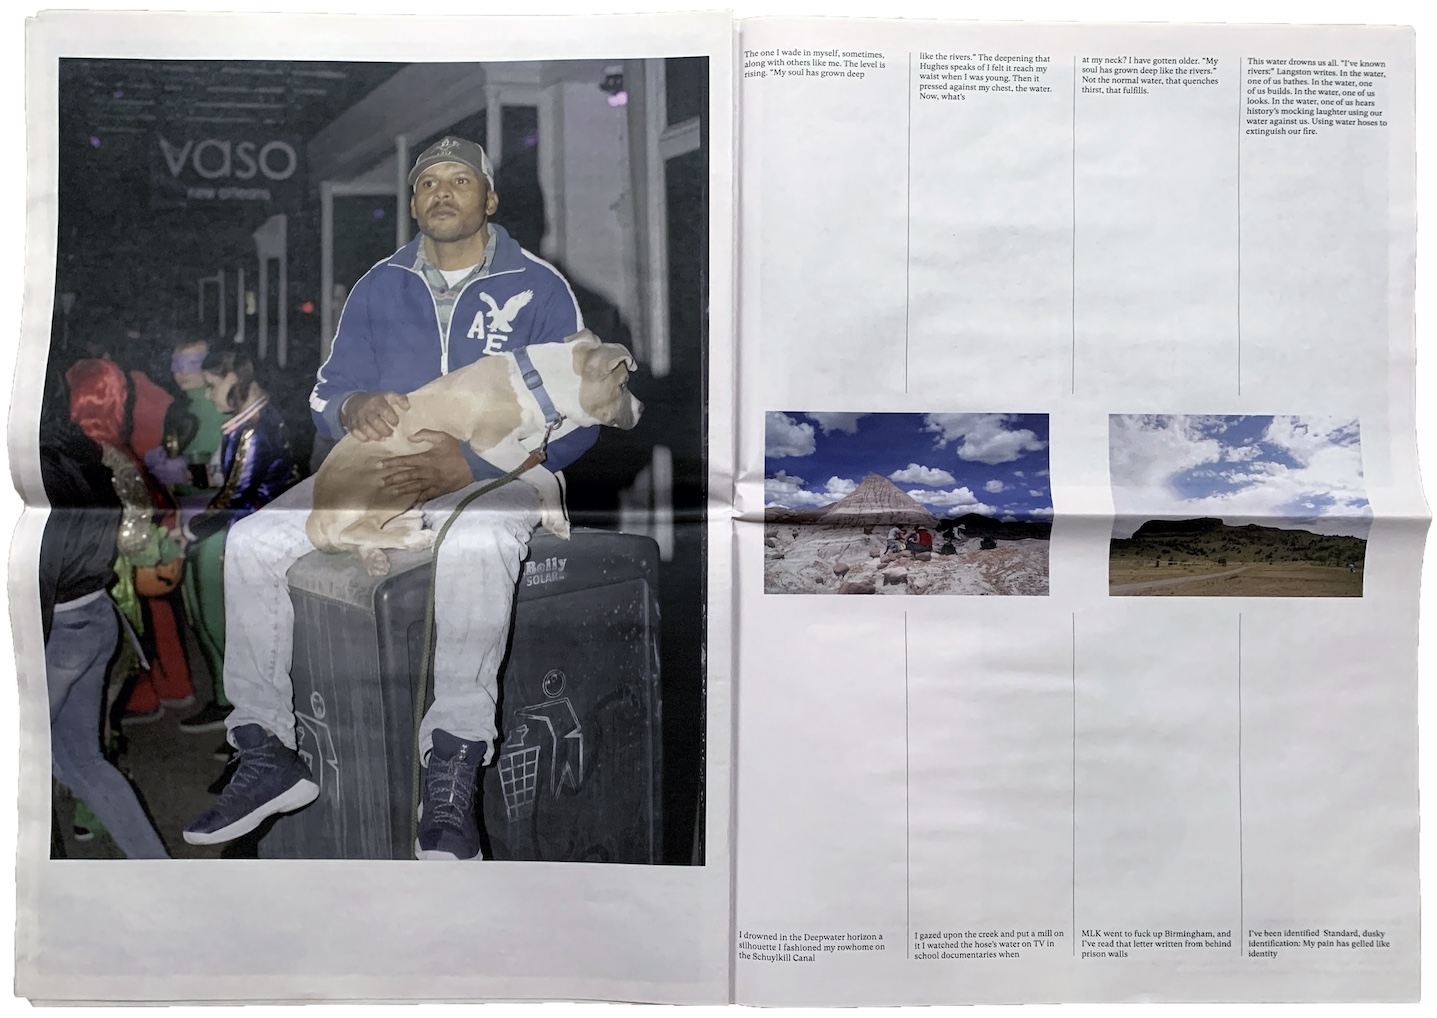 vaso
new orleans
A
E
Belly
SOLAR
The one I wade in myself, sometimes,
along with others like me. The level is
rising. "My soul has grown deep
like the rivers." The deepening that
Hughes speaks of I felt it reach my
waist when I was young. Then it
pressed against my chest, the water.
Now, what's
at my neck? I have gotten older. "My
soul has grown deep like the rivers."
Not the normal water, that quenches
thirst, that fulfills.
This water drowns us all. "I've known
rivers;" Langston writes. In the water,
one of us bathes. In the water, one
of us builds. In the water, one of us
looks. In the water, one of us hears
history's mocking laughter using our
water against us. Using water hoses to
extinguish our fire.
I drowned in the Deepwater horizon a
silhouette I fashioned my rowhome on
the Schuylkill Canal
I gazed upon the creek and put a mill on
it I watched the hose's water on TV in
school documentaries when
MLK went to fuck up Birmingham, and
I've read that letter written from behind
prison walls
I've been identified  Standard, dusky
identification: My pain has gelled like
identity